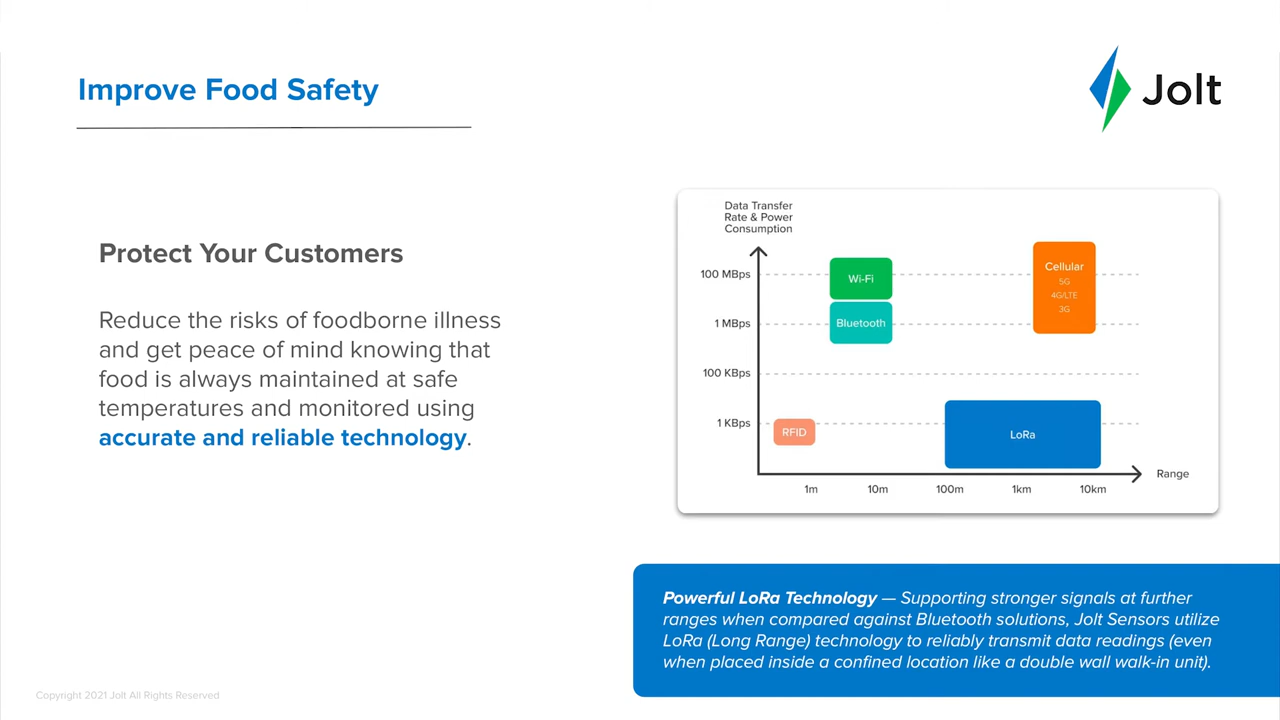 Improve Food Safety
Jolt
Protect Your Customers
Reduce the risks of foodborne illness
and get peace of mind knowing that
food is always maintained at safe
temperatures and monitored using
accurate and reliable technology.
Data Transfer
Rate & Power
Consumption
100 MBps
1 MBps
100 KBps
1 KBps
Wi-Fi
Bluetooth
Cellular
5G
4G/LTE
3G
RFID
LoRa
Range
1m
10m
100m
1km
10km
Powerful LoRa Technology — Supporting stronger signals at further
ranges when compared against Bluetooth solutions, Jolt Sensors utilize
LoRa (Long Range) technology to reliably transmit data readings (even
when placed inside a confined location like a double wall walk-in unit).
Copyright 2021 Jolt All Rights Reserved